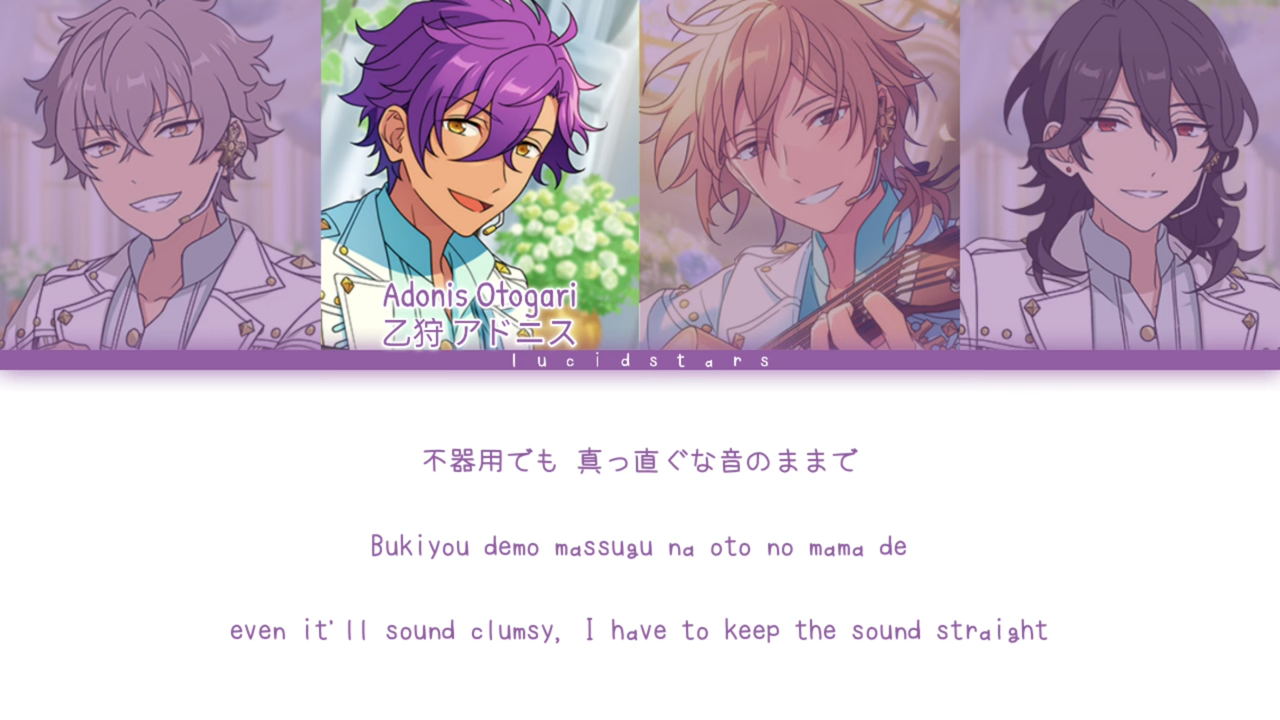 Adonis Otogari
乙狩 アドニス
lucidstars
不器用でも 真っ直ぐな音のままで
Bukiyou demo massugu na oto no mama de
even it'll sound clumsy, I have to keep the sound straight